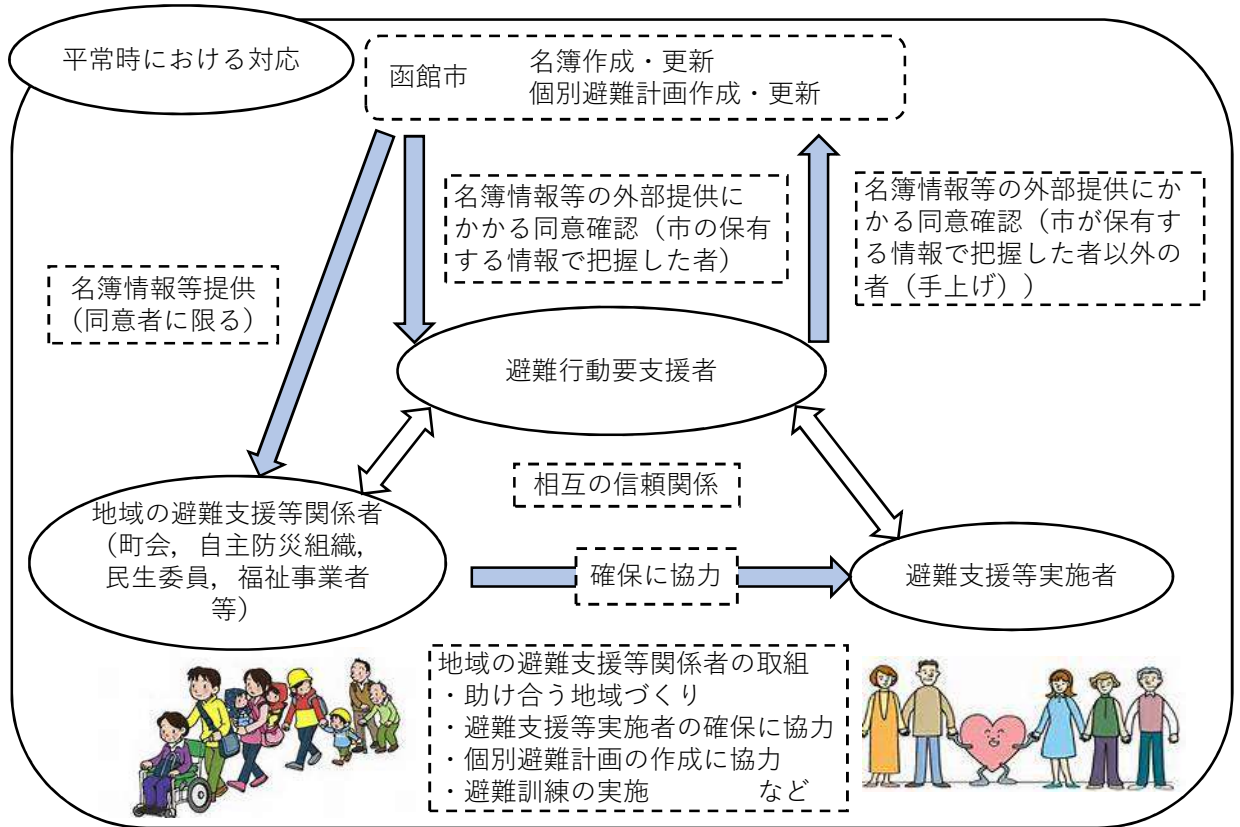 平常時における対応
函館市
名簿作成・更新
個別避難計画作成・更新
名簿情報等の外部提供に
かかる同意確認（市の保有
する情報で把握した者）
名簿情報等の外部提供にか
かる同意確認（市が保有す
る情報で把握した者以外の
者（手上げ））
名簿情報等提供
（同意者に限る）
避難行動要支援者
相互の信頼関係
地域の避難支援等関係者
（町会，自主防災組織，
民生委員，福祉事業者
等）
確保に協力
避難支援等実施者
地域の避難支援等関係者の取組
・助け合う地域づくり
・避難支援等実施者の確保に協力
・個別避難計画の作成に協力
・避難訓練の実施　　　　など